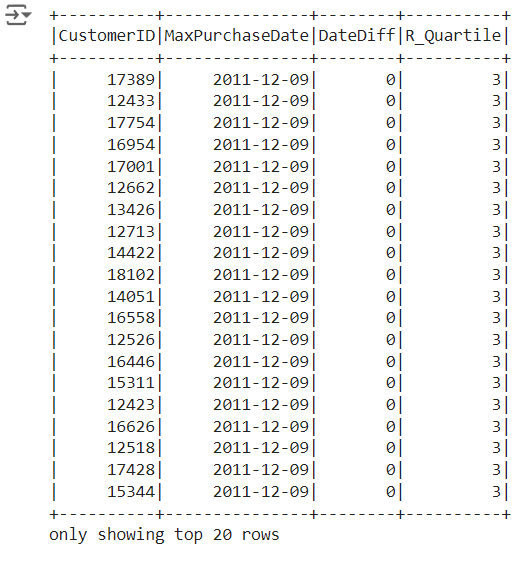 +----------+---------------+--------+----------+
|CustomerID|MaxPurchaseDate|DateDiff|R_Quartile|
+----------+---------------+--------+----------+
|     17389|     2011-12-09|       0|         3|
|     12433|     2011-12-09|       0|         3|
|     17754|     2011-12-09|       0|         3|
|     16954|     2011-12-09|       0|         3|
|     17001|     2011-12-09|       0|         3|
|     12662|     2011-12-09|       0|         3|
|     13426|     2011-12-09|       0|         3|
|     12713|     2011-12-09|       0|         3|
|     14422|     2011-12-09|       0|         3|
|     18102|     2011-12-09|       0|         3|
|     14051|     2011-12-09|       0|         3|
|     16558|     2011-12-09|       0|         3|
|     12526|     2011-12-09|       0|         3|
|     16446|     2011-12-09|       0|         3|
|     15311|     2011-12-09|       0|         3|
|     12423|     2011-12-09|       0|         3|
|     16626|     2011-12-09|       0|         3|
|     12518|     2011-12-09|       0|         3|
|     17428|     2011-12-09|       0|         3|
|     15344|     2011-12-09|       0|         3|
+----------+---------------+--------+----------+
only showing top 20 rows